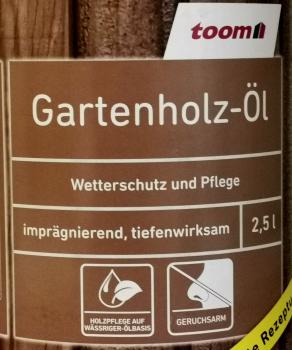 toom
Gartenholz-Öl
Wetterschutz und Pflege
imprägnierend, tiefenwirksam
2,5 l
HOLZPFLEGE AUF
WÄSSRIGER-ÖLBASIS
GERUCHSARM